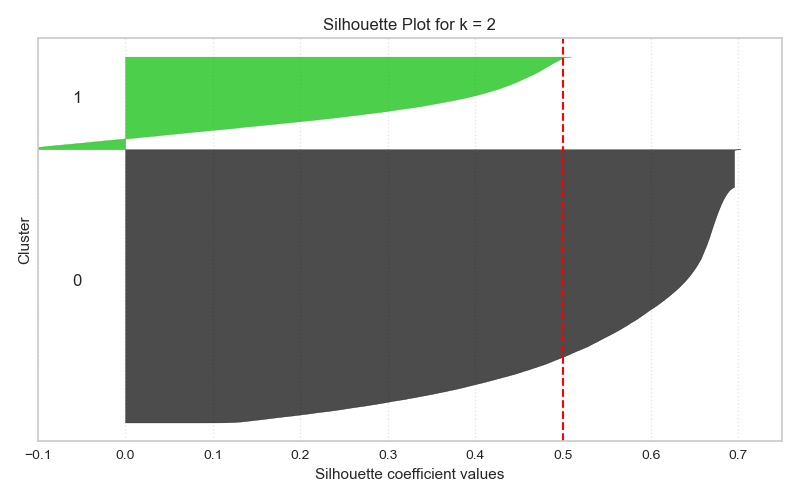 Silhouette Plot for k = 2
1
0
Cluster
−0.1 0.0 0.1 0.2 0.3 0.4 0.5 0.6 0.7
Silhouette coefficient values